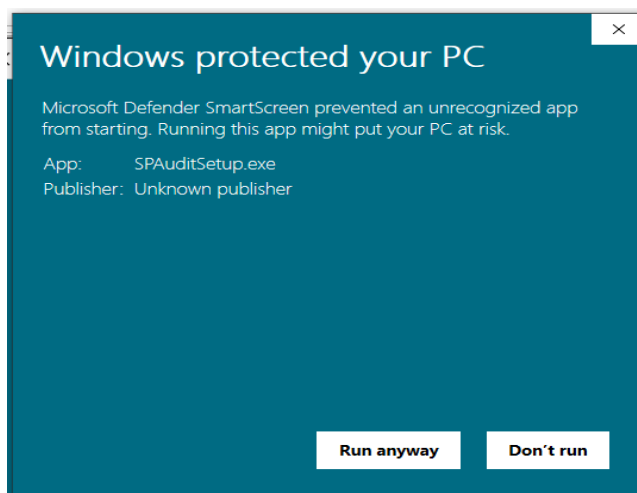 Windows protected your PC
Microsoft Defender SmartScreen prevented an unrecognized app
from starting. Running this app might put your PC at risk.
App: SPAuditSetup.exe
Publisher: Unknown publisher
Run anyway Don't run